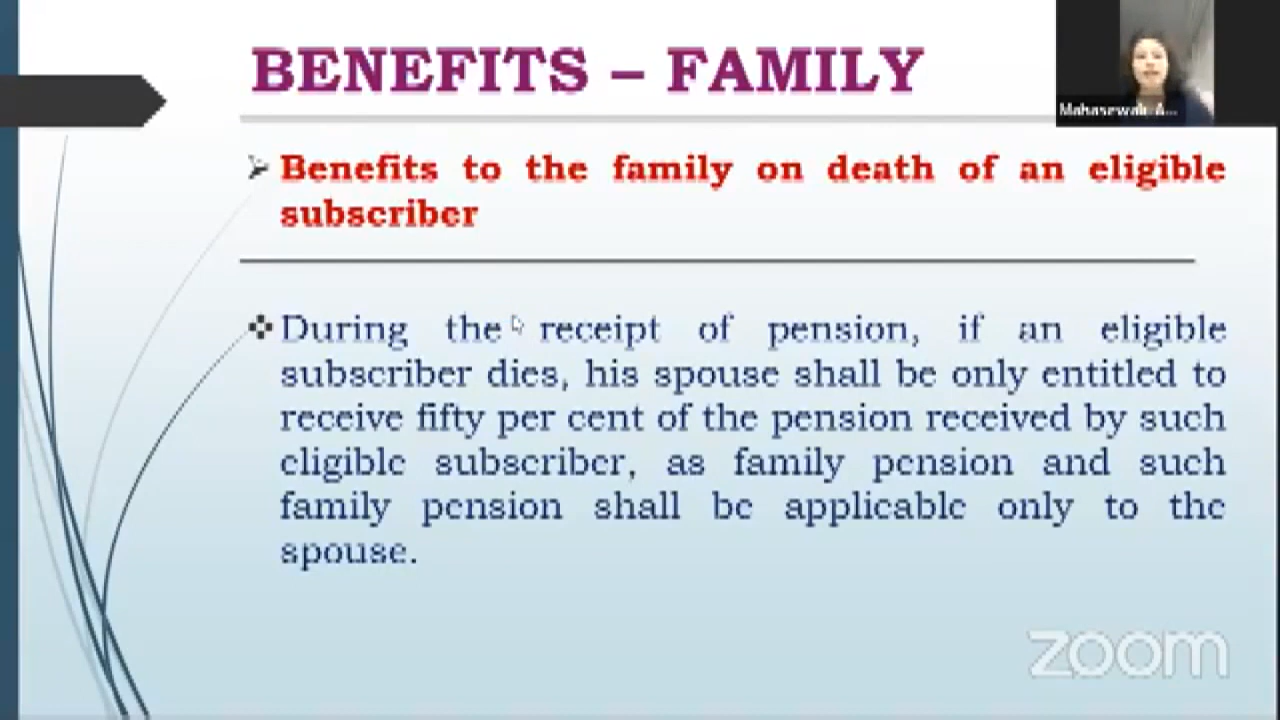 BENEFITS – FAMILY
Mahasewak A...
Benefits to the family on death of an eligible
subscriber
During the receipt of pension, if an eligible
subscriber dies, his spouse shall be only entitled to
receive fifty per cent of the pension received by such
eligible subscriber, as family pension and such
family pension shall be applicable only to the
spouse.
zoom